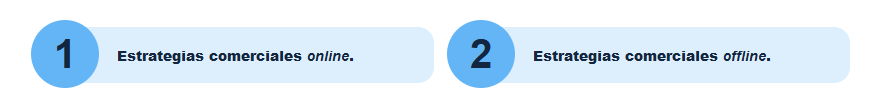 1 Estrategias comerciales online.
2 Estrategias comerciales offline.